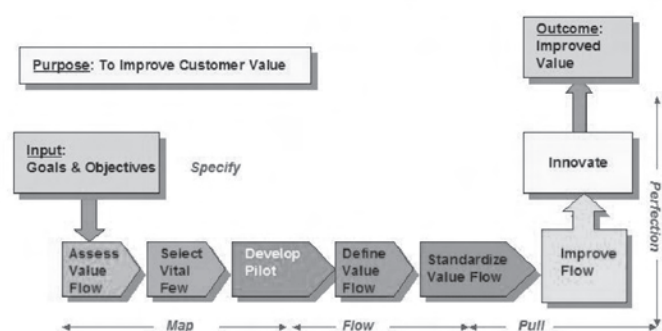 Outcome:
Improved
Value
Purpose: To Improve Customer Value
Input:
Goals & Objectives
Specify
Innovate
Perfection
Assess
Value
Flow
Select
Vital
Few
Develop
Pilot
Define
Value
Flow
Standardize
Value Flow
Improve
Flow
Map
Flow
Pull